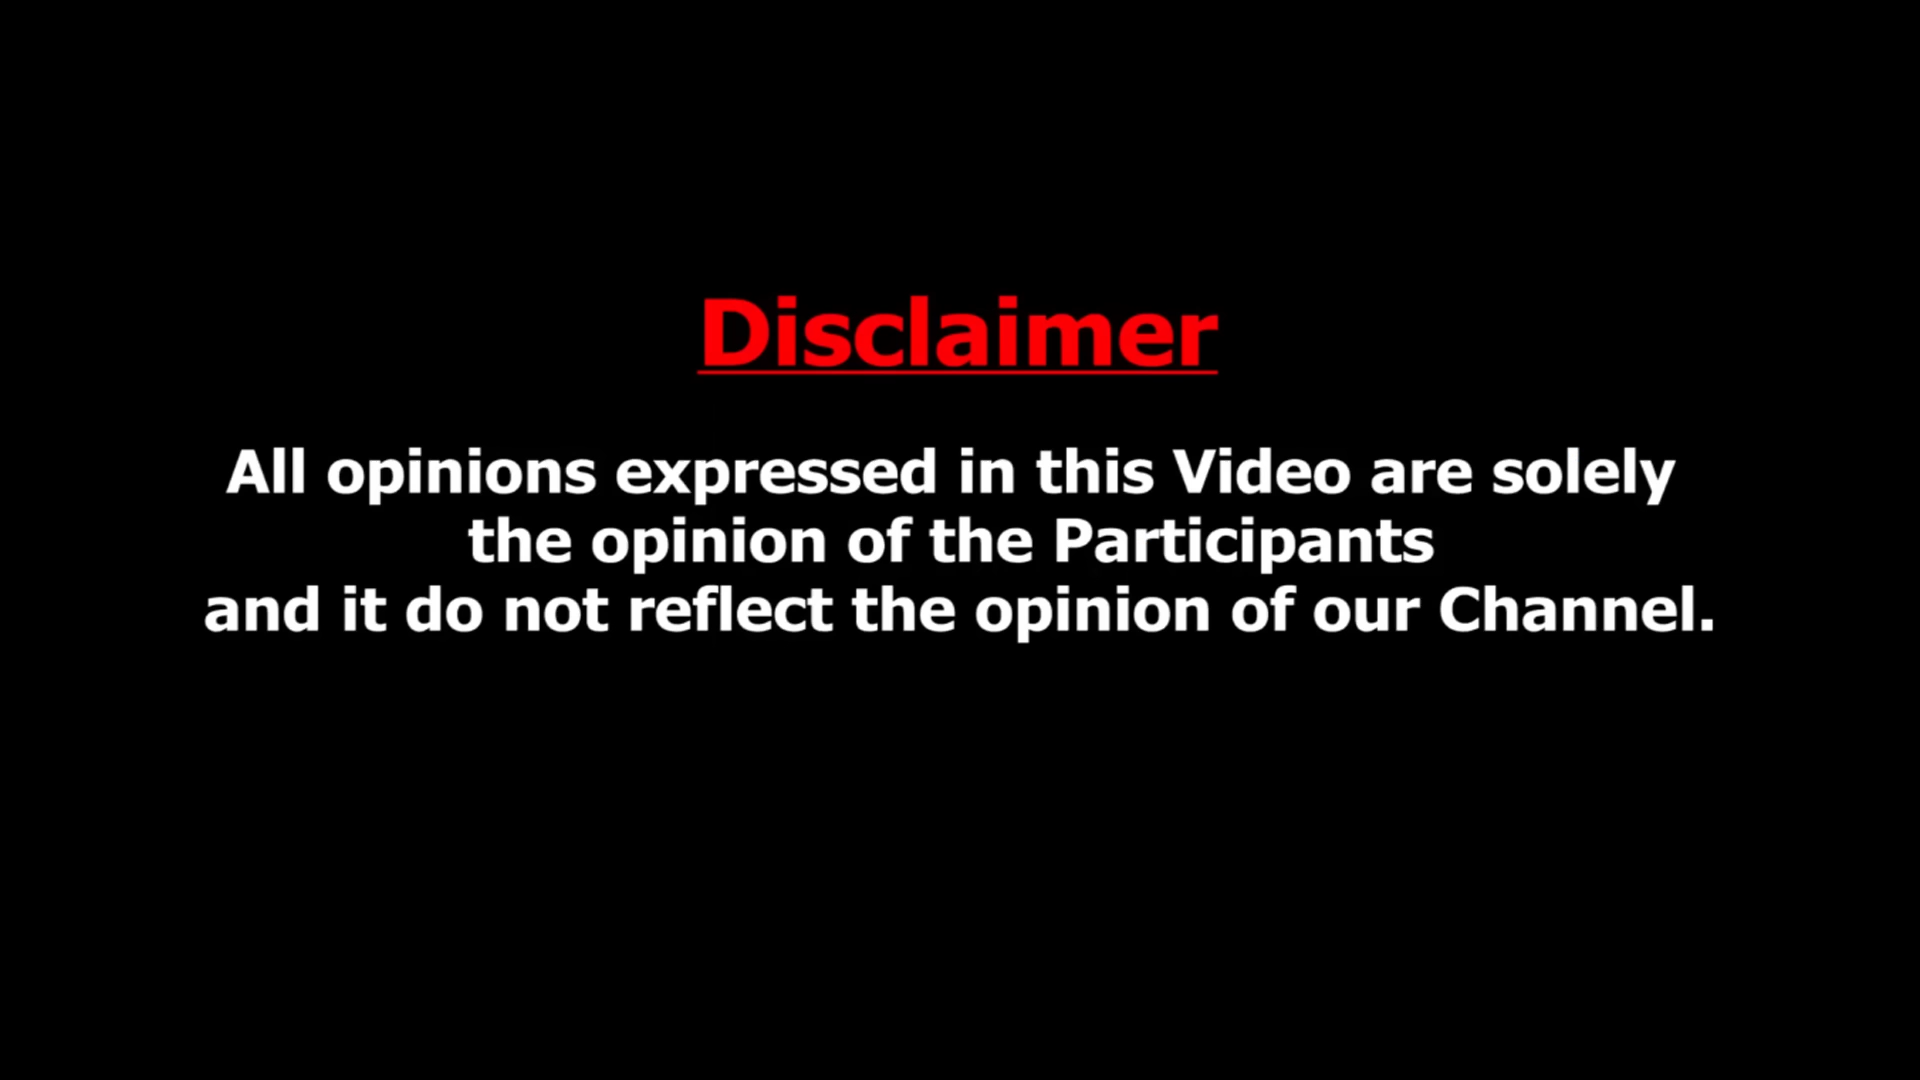 Disclaimer
All opinions expressed in this Video are solely
the opinion of the Participants
and it do not reflect the opinion of our Channel.